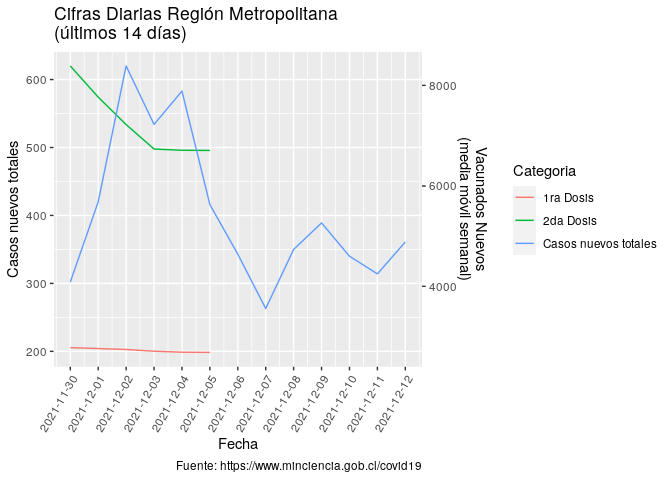 Cifras Diarias Región Metropolitana
(últimos 14 días)
Casos nuevos totales
600
500
400
300
200
8000
6000
4000
Vacunados Nuevos
(media móvil semanal)
2021-11-30
2021-12-01
2021-12-02
2021-12-03
2021-12-04
2021-12-05
2021-12-06
2021-12-07
2021-12-08
2021-12-09
2021-12-10
2021-12-11
2021-12-12
Fecha
Categoria
1ra Dosis
2da Dosis
Casos nuevos totales
Fuente: https://www.minciencia.gob.cl/covid19